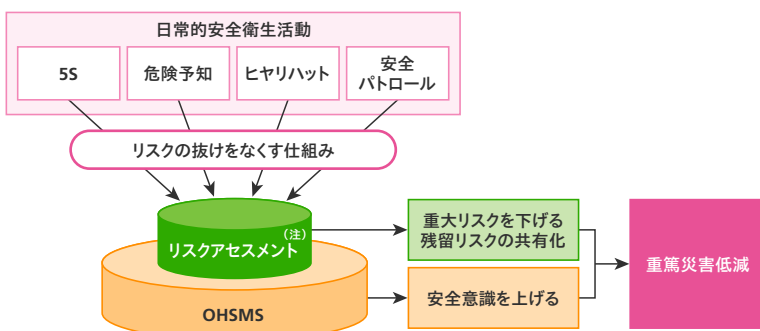 日常的安全衛生活動
5S
危険予知
ヒヤリハット
安全
パトロール
リスクの抜けをなくす仕組み
(注)
リスクアセスメント
重大リスクを下げる
残留リスクの共有化
重篤災害低減
OHSMS
安全意識を上げる